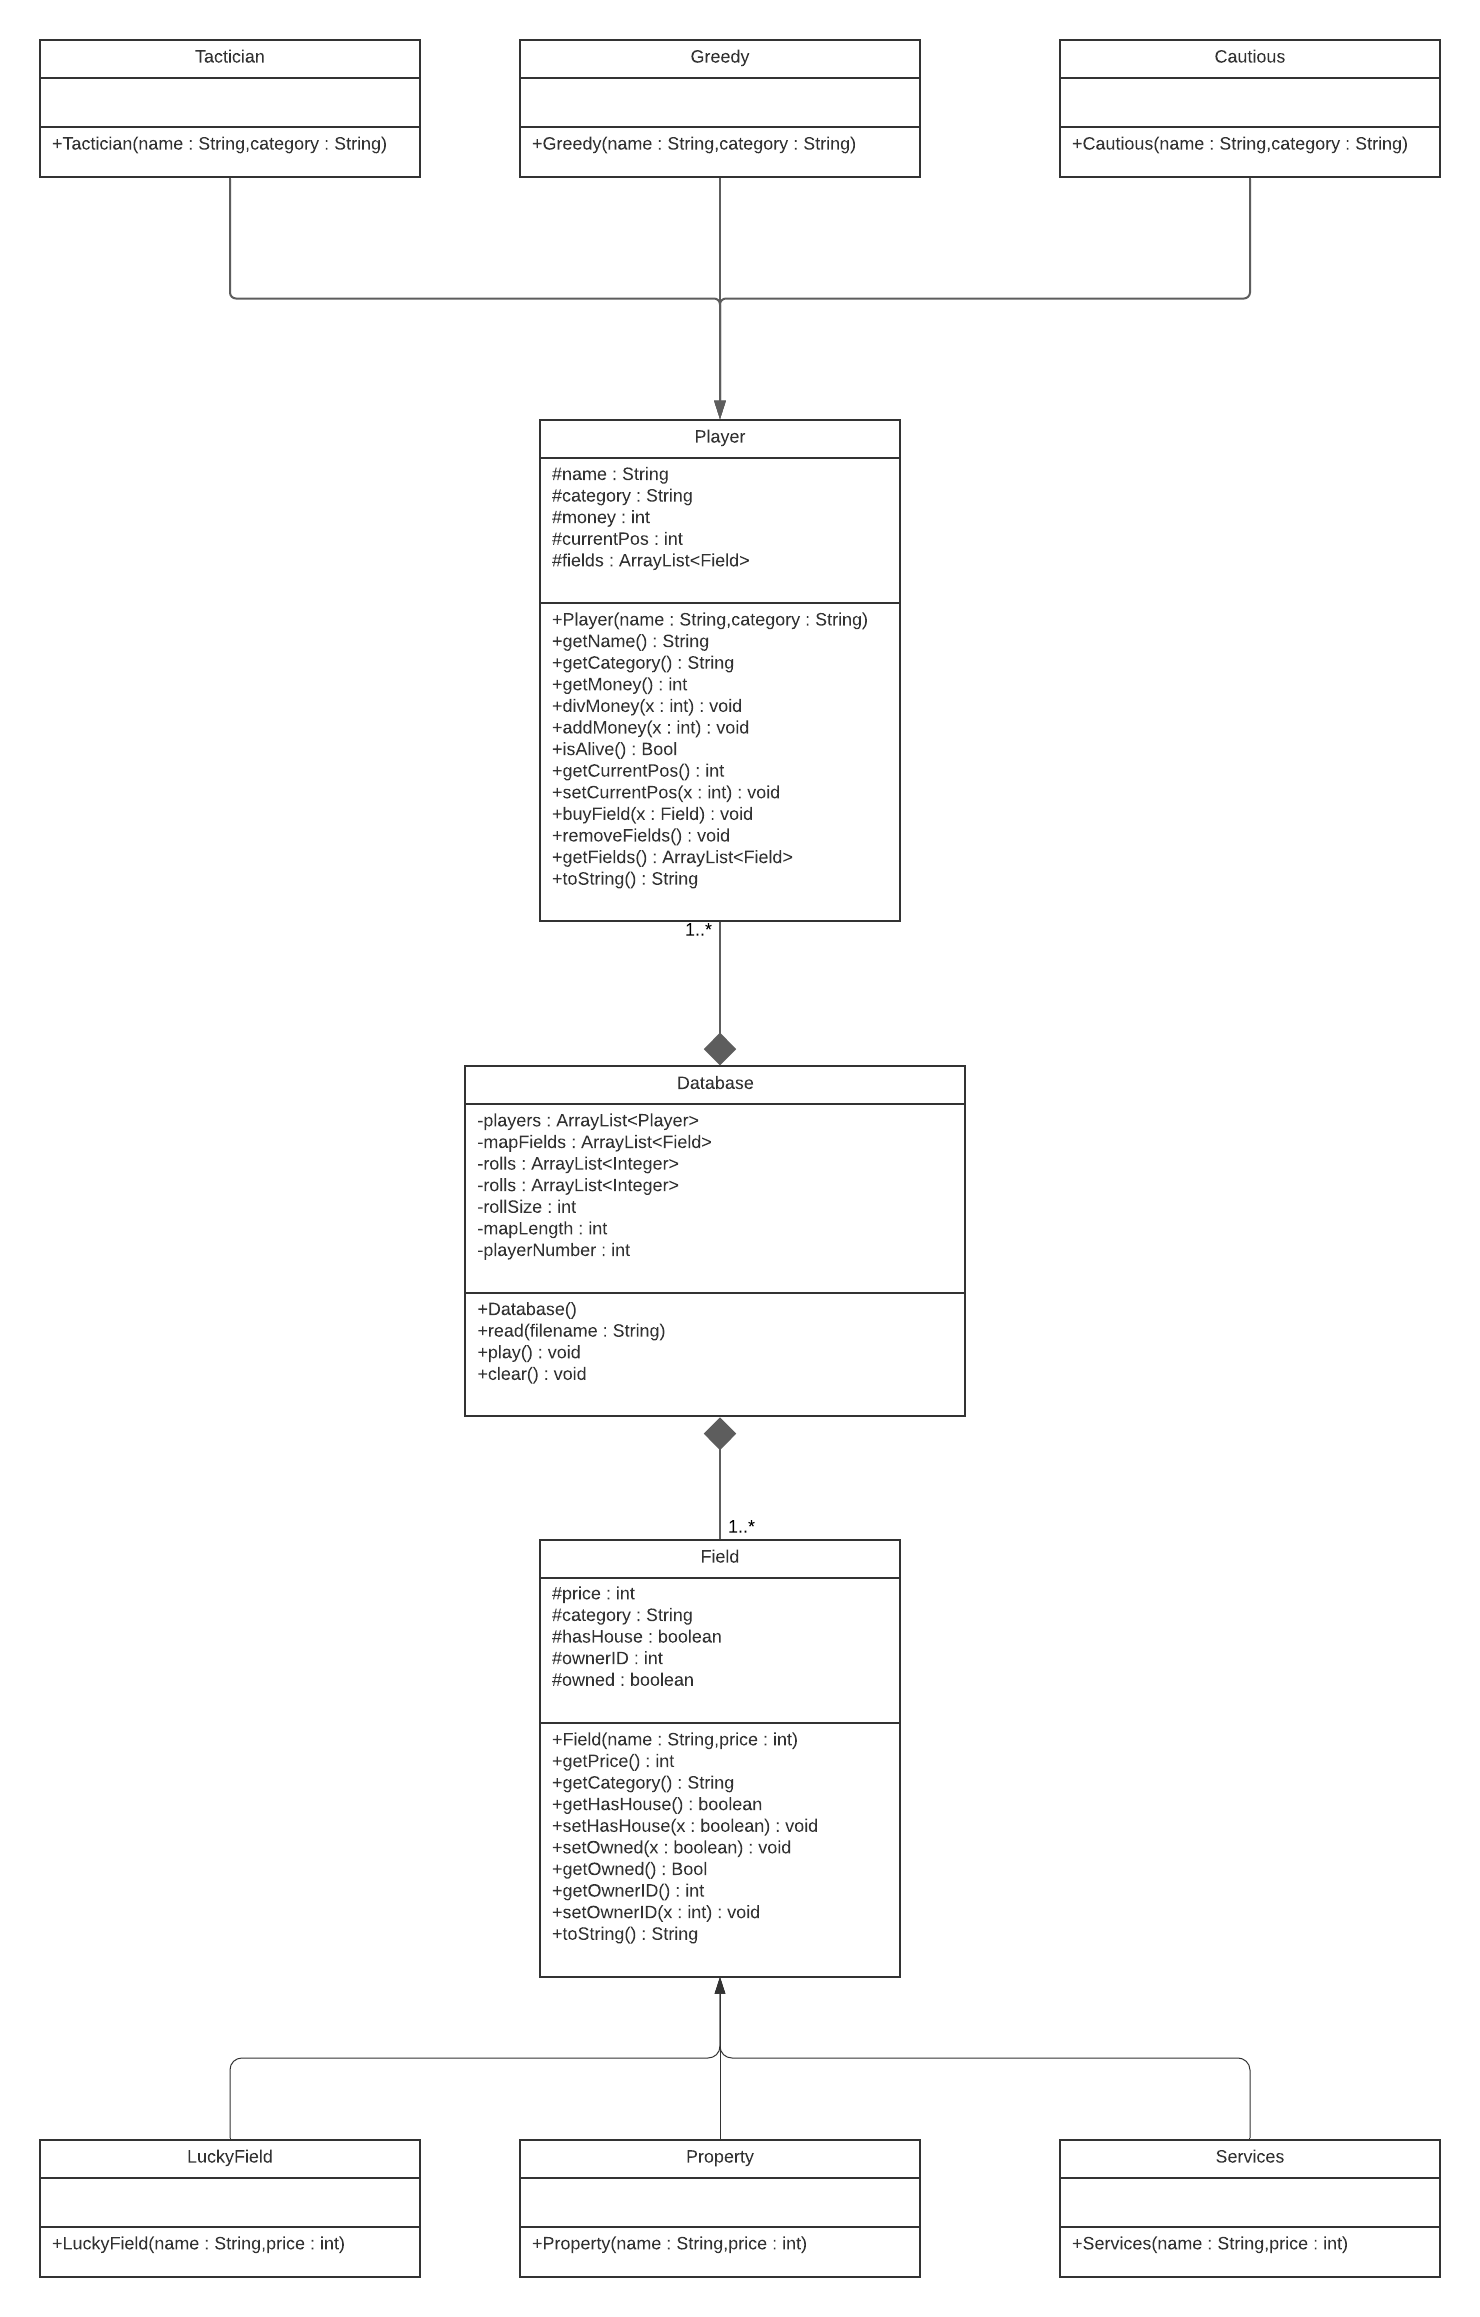 Tactician
+Tactician(name : String,category : String)
Greedy
+Greedy(name : String,category : String)
Cautious
+Cautious(name : String,category : String)
Player
#name : String
#category : String
#money : int
#currentPos : int
#fields : ArrayList<Field>
+Player(name : String,category : String)
+getName() : String
+getCategory() : String
+getMoney() : int
+divMoney(x : int) : void
+addMoney(x : int) : void
+isAlive() : Bool
+getCurrentPos() : int
+setCurrentPos(x : int) : void
+buyField(x : Field) : void
+removeFields() : void
+getFields() : ArrayList<Field>
+toString() : String
1..*
Database
-players : ArrayList<Player>
-mapFields : ArrayList<Field>
-rolls : ArrayList<Integer>
-rolls : ArrayList<Integer>
-rollSize : int
-mapLength : int
-playerNumber : int
+Database()
+read(filename : String)
+play() : void
+clear() : void
1..*
Field
#price : int
#category : String
#hasHouse : boolean
#ownerID : int
#owned : boolean
+Field(name : String,price : int)
+getPrice() : int
+getCategory() : String
+getHasHouse() : boolean
+setHasHouse(x : boolean) : void
+setOwned(x : boolean) : void
+getOwned() : Bool
+getOwnerID() : int
+setOwnerID(x : int) : void
+toString() : String
LuckyField
+LuckyField(name : String,price : int)
Property
+Property(name : String,price : int)
Services
+Services(name : String,price : int)